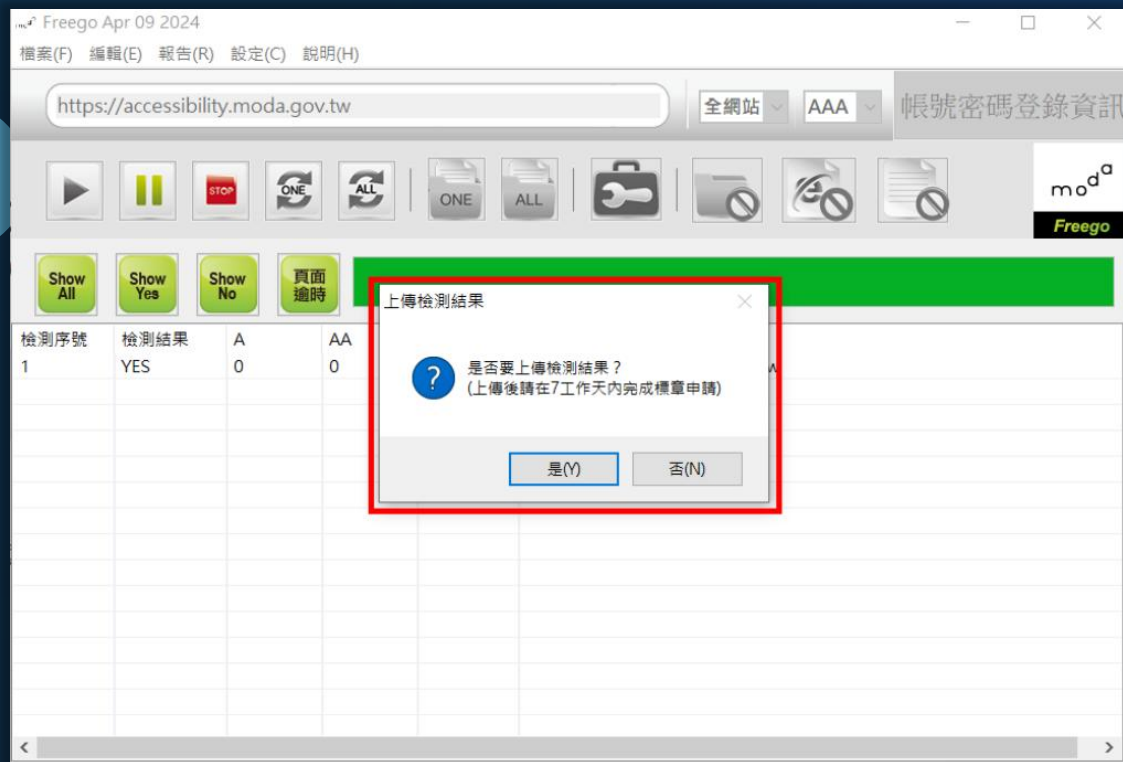 moda Freego Apr 09 2024
檔案(F) 編輯(E) 報告(R) 設定(C) 說明(H)
https://accessibility.moda.gov.tw 全網站 AAA 帳號密碼登錄資訊
STOP ONE ALL ONE ALL
moda
Freego
Show All Show Yes Show No 頁面逾時
上傳檢測結果
檢測序號 檢測結果 A AA
1 YES 0 0
是否要上傳檢測結果？
(上傳後請在7工作天內完成標章申請)
是(Y) 否(N)